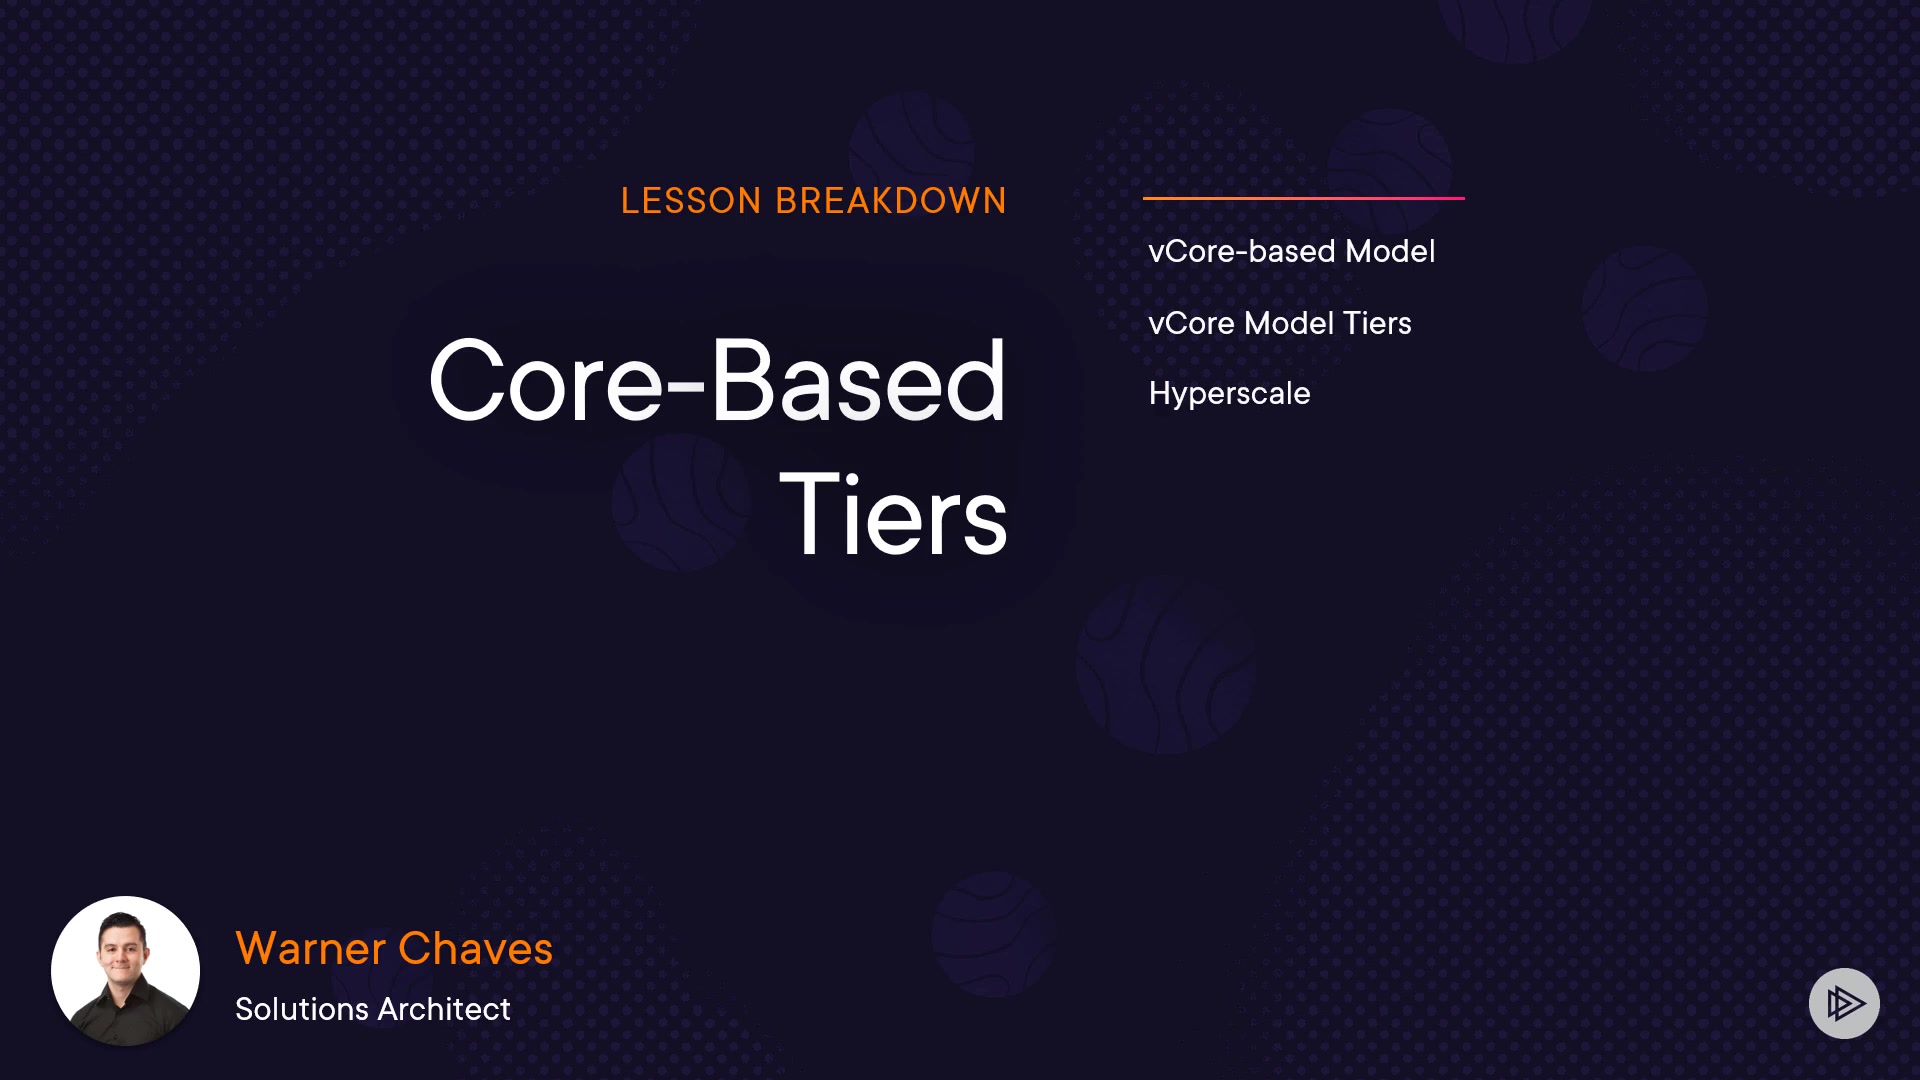 LESSON BREAKDOWN
Core-Based
Tiers
vCore-based Model
vCore Model Tiers
Hyperscale
Warner Chaves
Solutions Architect